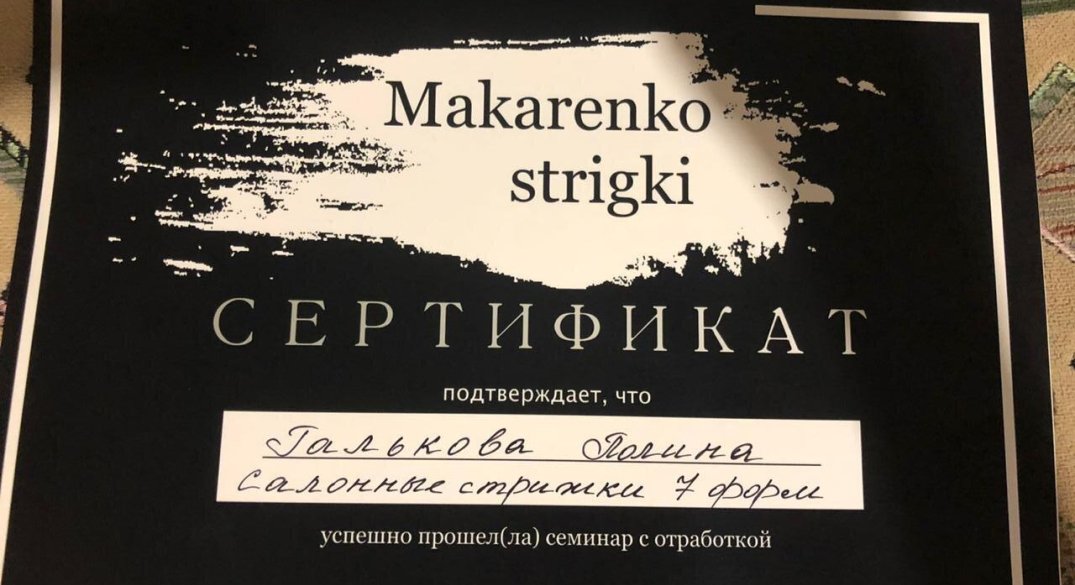 Makarenko
strigki
СЕРТИФИКАТ
подтверждает, что
Галькова Полина
Салонные стрижки 7 форм
успешно прошел(ла) семинар с отработкой